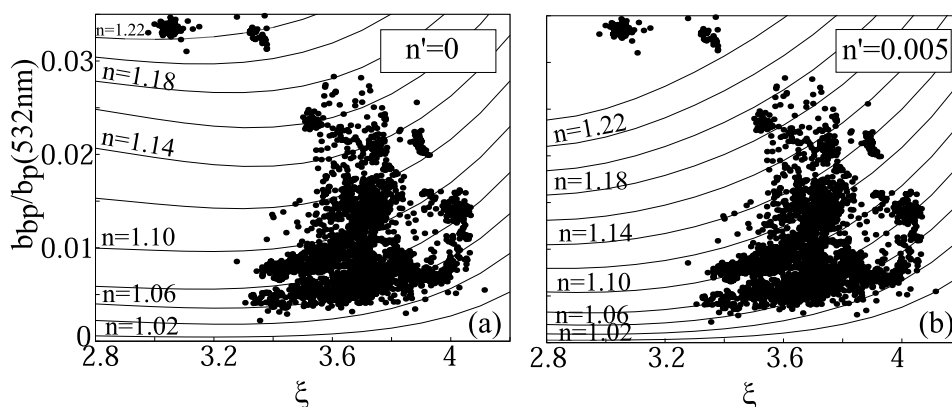 bbp/bp(532nm)
0.03
0.02
0.01
0
n=1.22
n=1.18
n=1.14
n=1.10
n=1.06
n=1.02
n'=0
(a)
2.8 3.2 3.6 4
ξ
n=1.22
n=1.18
n=1.14
n=1.10
n=1.06
n=1.02
n'=0.005
(b)
2.8 3.2 3.6 4
ξ